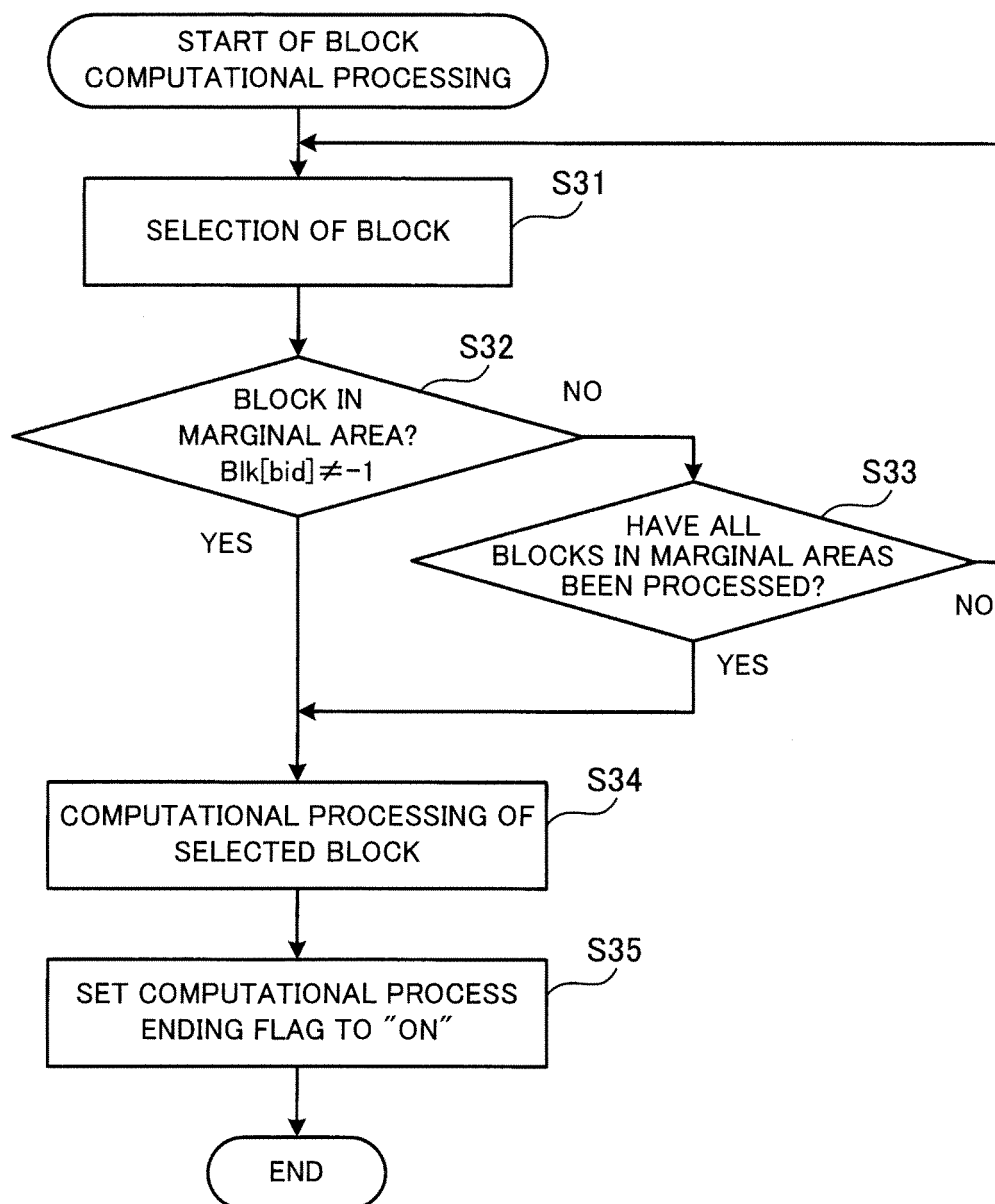 START OF BLOCK
COMPUTATIONAL PROCESSING
S31
SELECTION OF BLOCK
S32
BLOCK IN
MARGINAL AREA?
Blk[bid]≠-1
NO
YES
S33
HAVE ALL
BLOCKS IN MARGINAL AREAS
BEEN PROCESSED?
NO
YES
S34
COMPUTATIONAL PROCESSING OF
SELECTED BLOCK
S35
SET COMPUTATIONAL PROCESS
ENDING FLAG TO "ON"
END